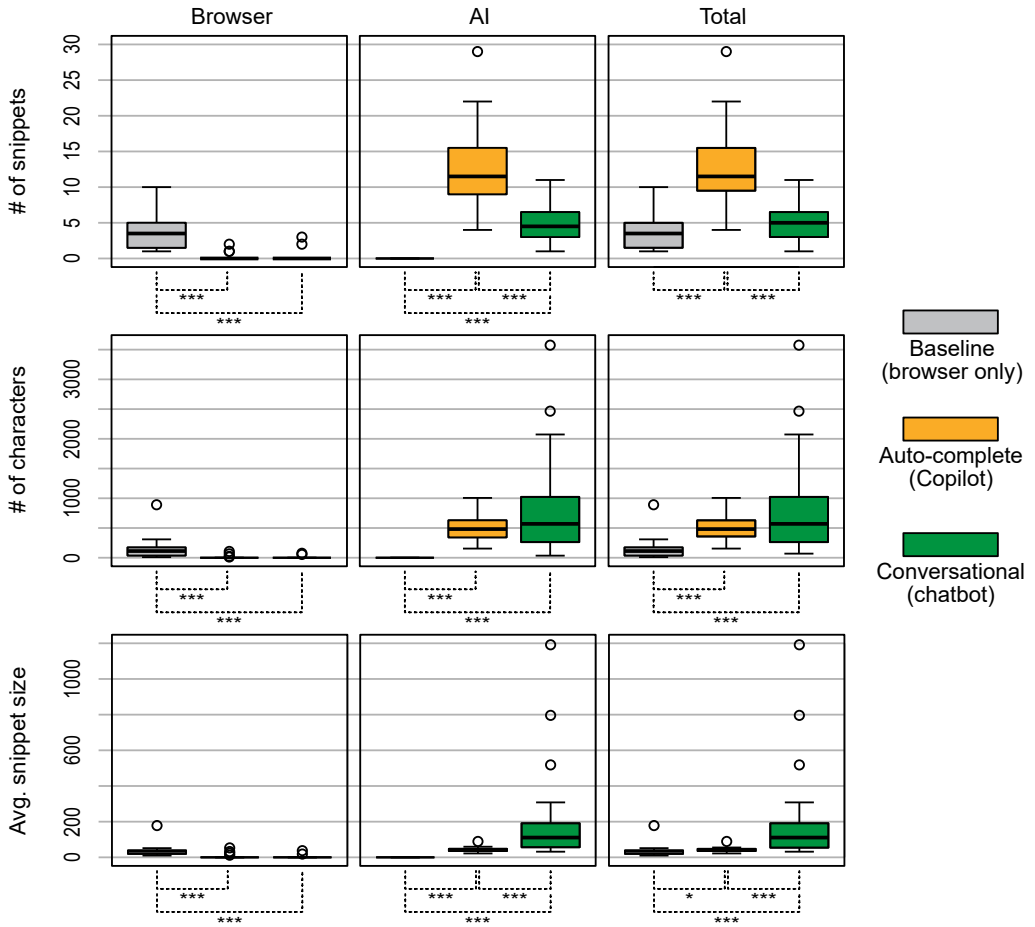 Browser AI Total
# of snippets
30
25
20
15
10
5
0
*** *** *** *** ***
*** ***
# of characters
3000
2000
1000
0
*** *** ***
*** *** ***
Avg. snippet size
1000
600
200
0
*** *** *** * ***
*** *** ***
Baseline
(browser only)
Auto-complete
(Copilot)
Conversational
(chatbot)